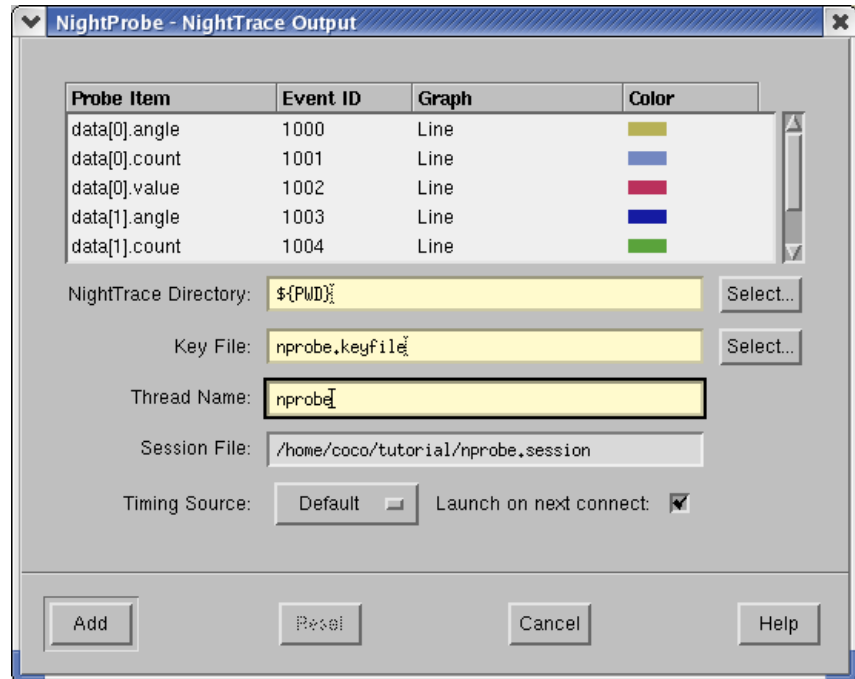 NightProbe - NightTrace Output
Probe Item Event ID Graph Color
data[0].angle 1000 Line
data[0].count 1001 Line
data[0].value 1002 Line
data[1].angle 1003 Line
data[1].count 1004 Line
NightTrace Directory: ${PWD} Select...
Key File: nprobe.keyfile Select...
Thread Name: nprobe
Session File: /home/coco/tutorial/nprobe.session
Timing Source: Default Launch on next connect:
Add Reset Cancel Help